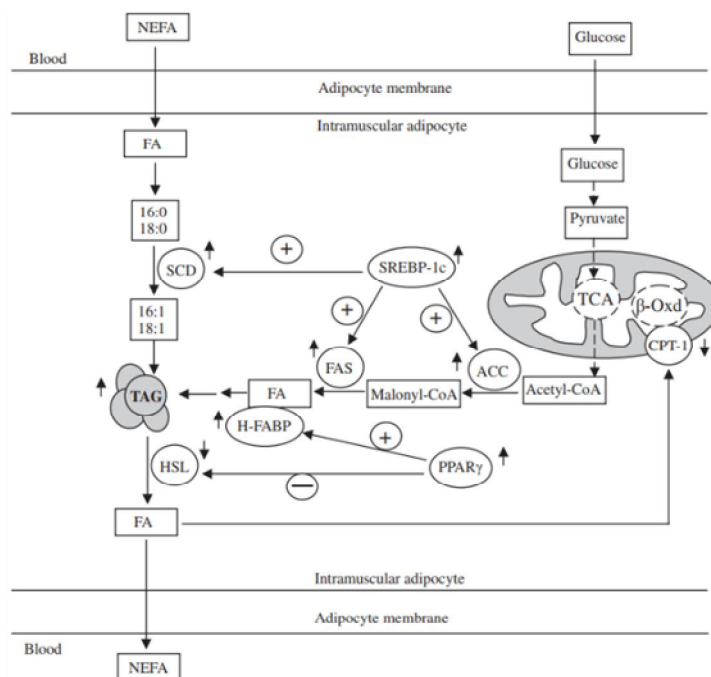 NEFA
Glucose
Blood
Adipocyte membrane
Intramuscular adipocyte
FA
Glucose
16:0
18:0
Pyruvate
SCD
+
SREBP-1c
TCA
β-Oxd
+
+
CPT-1
16:1
18:1
FAS
ACC
TAG
FA
Malonyl-CoA
Acetyl-CoA
H-FABP
+
HSL
PPARγ
−
FA
Intramuscular adipocyte
Adipocyte membrane
Blood
NEFA